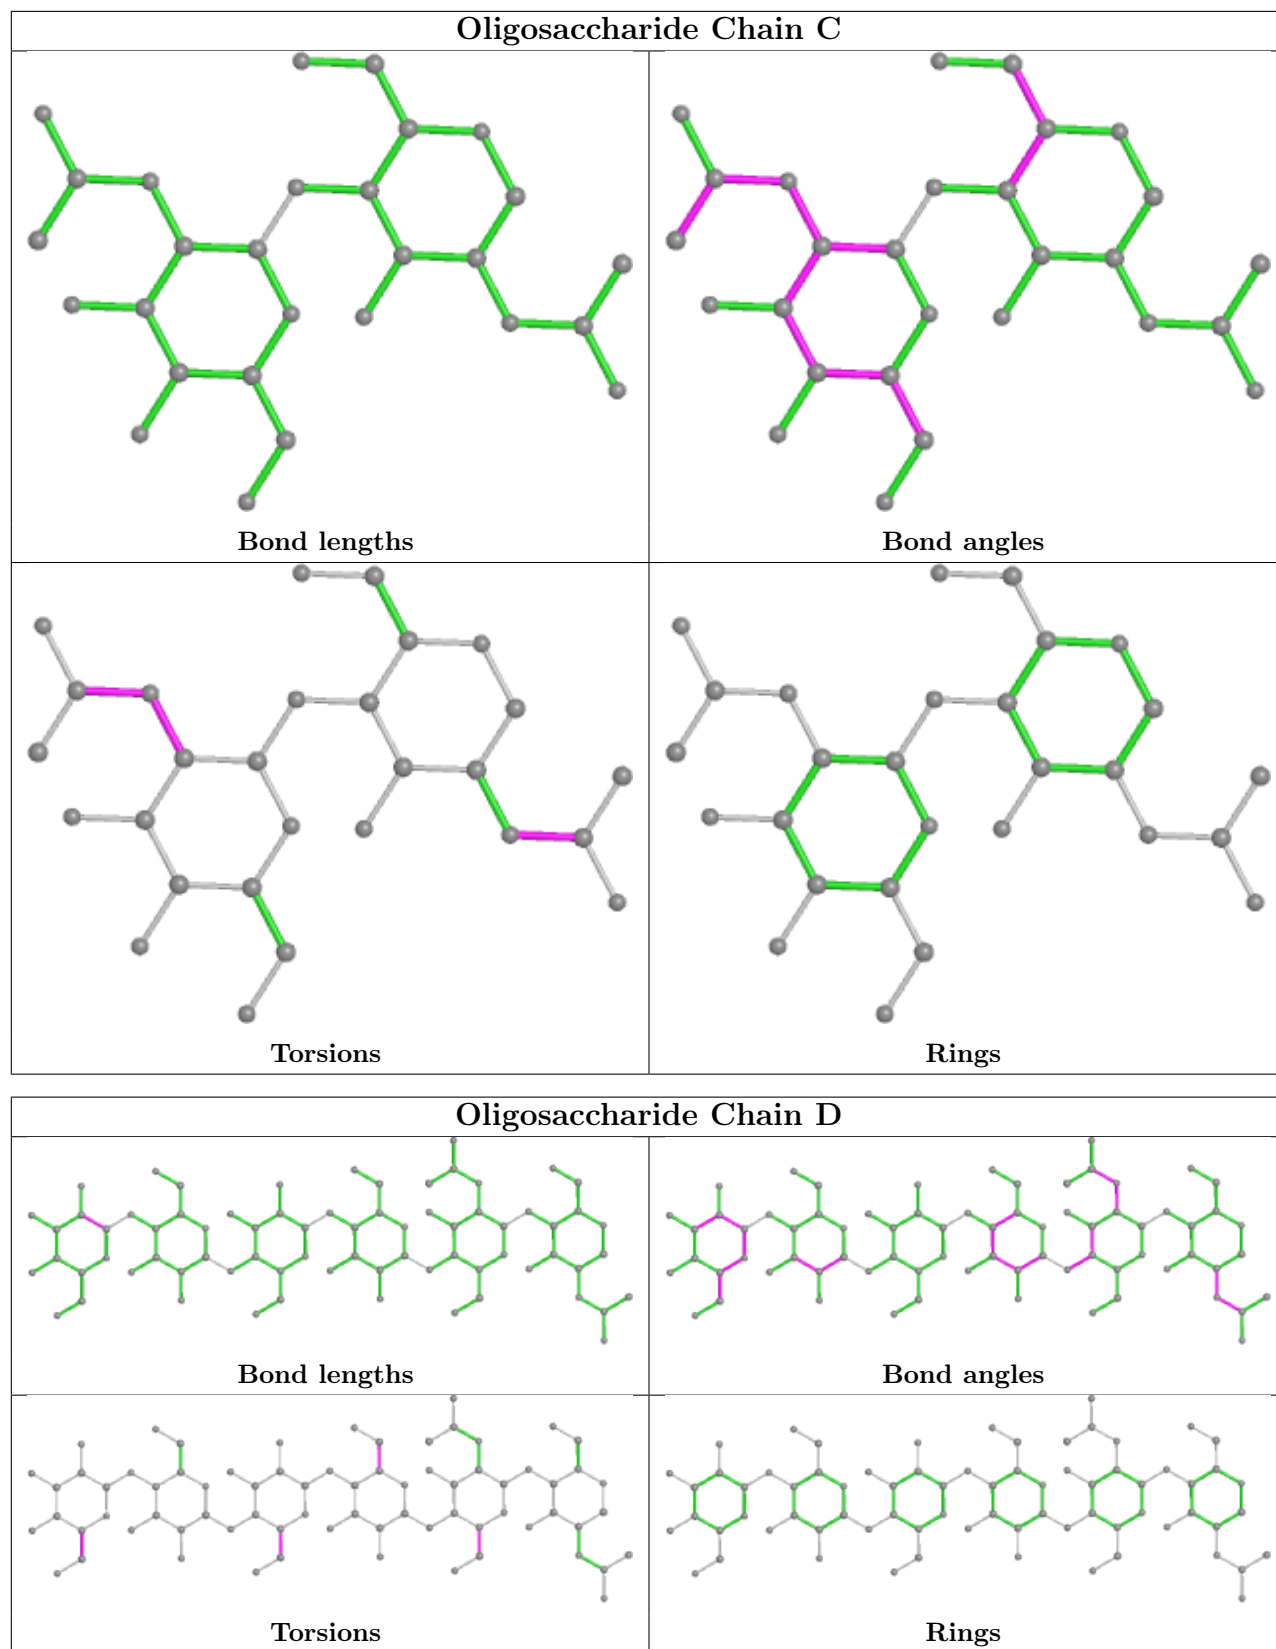 Oligosaccharide Chain C
Bond lengths
Bond angles
Torsions
Rings
Oligosaccharide Chain D
Bond lengths
Bond angles
Torsions
Rings